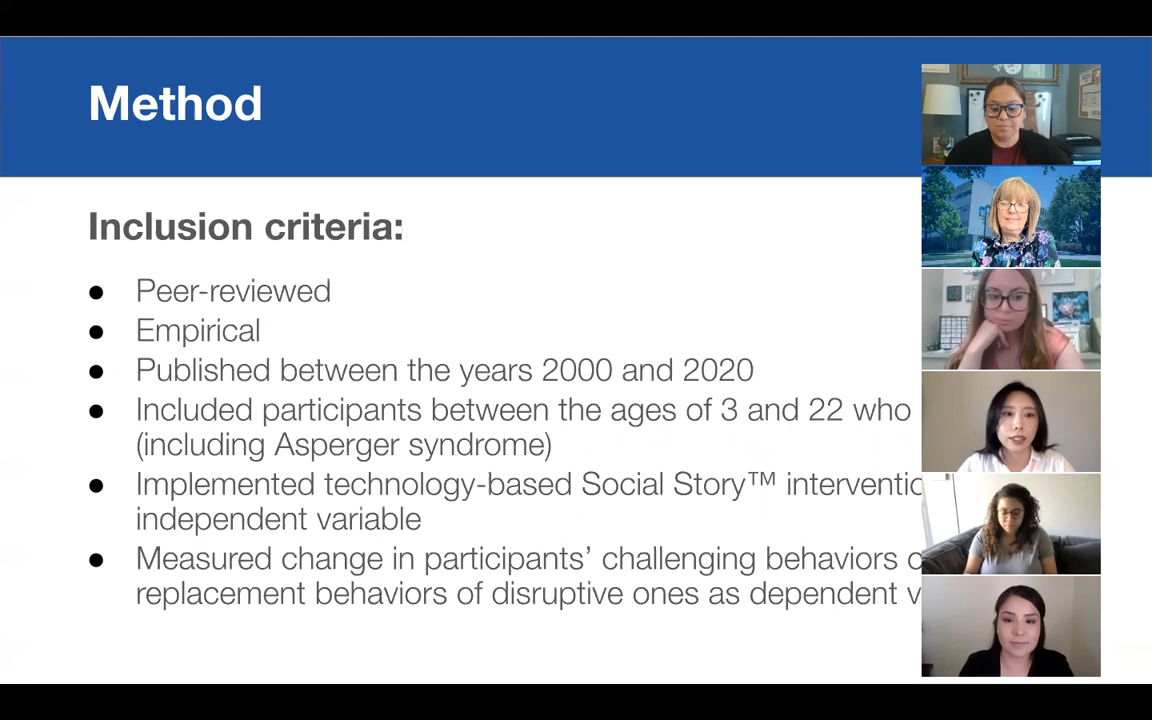 Method
Inclusion criteria:
● Peer-reviewed
● Empirical
● Published between the years 2000 and 2020
● Included participants between the ages of 3 and 22 who
(including Asperger syndrome)
● Implemented technology-based Social Story™
independent variable
● Measured change in participants’ challenging behaviors
replacement behaviors of disruptive ones as dependent